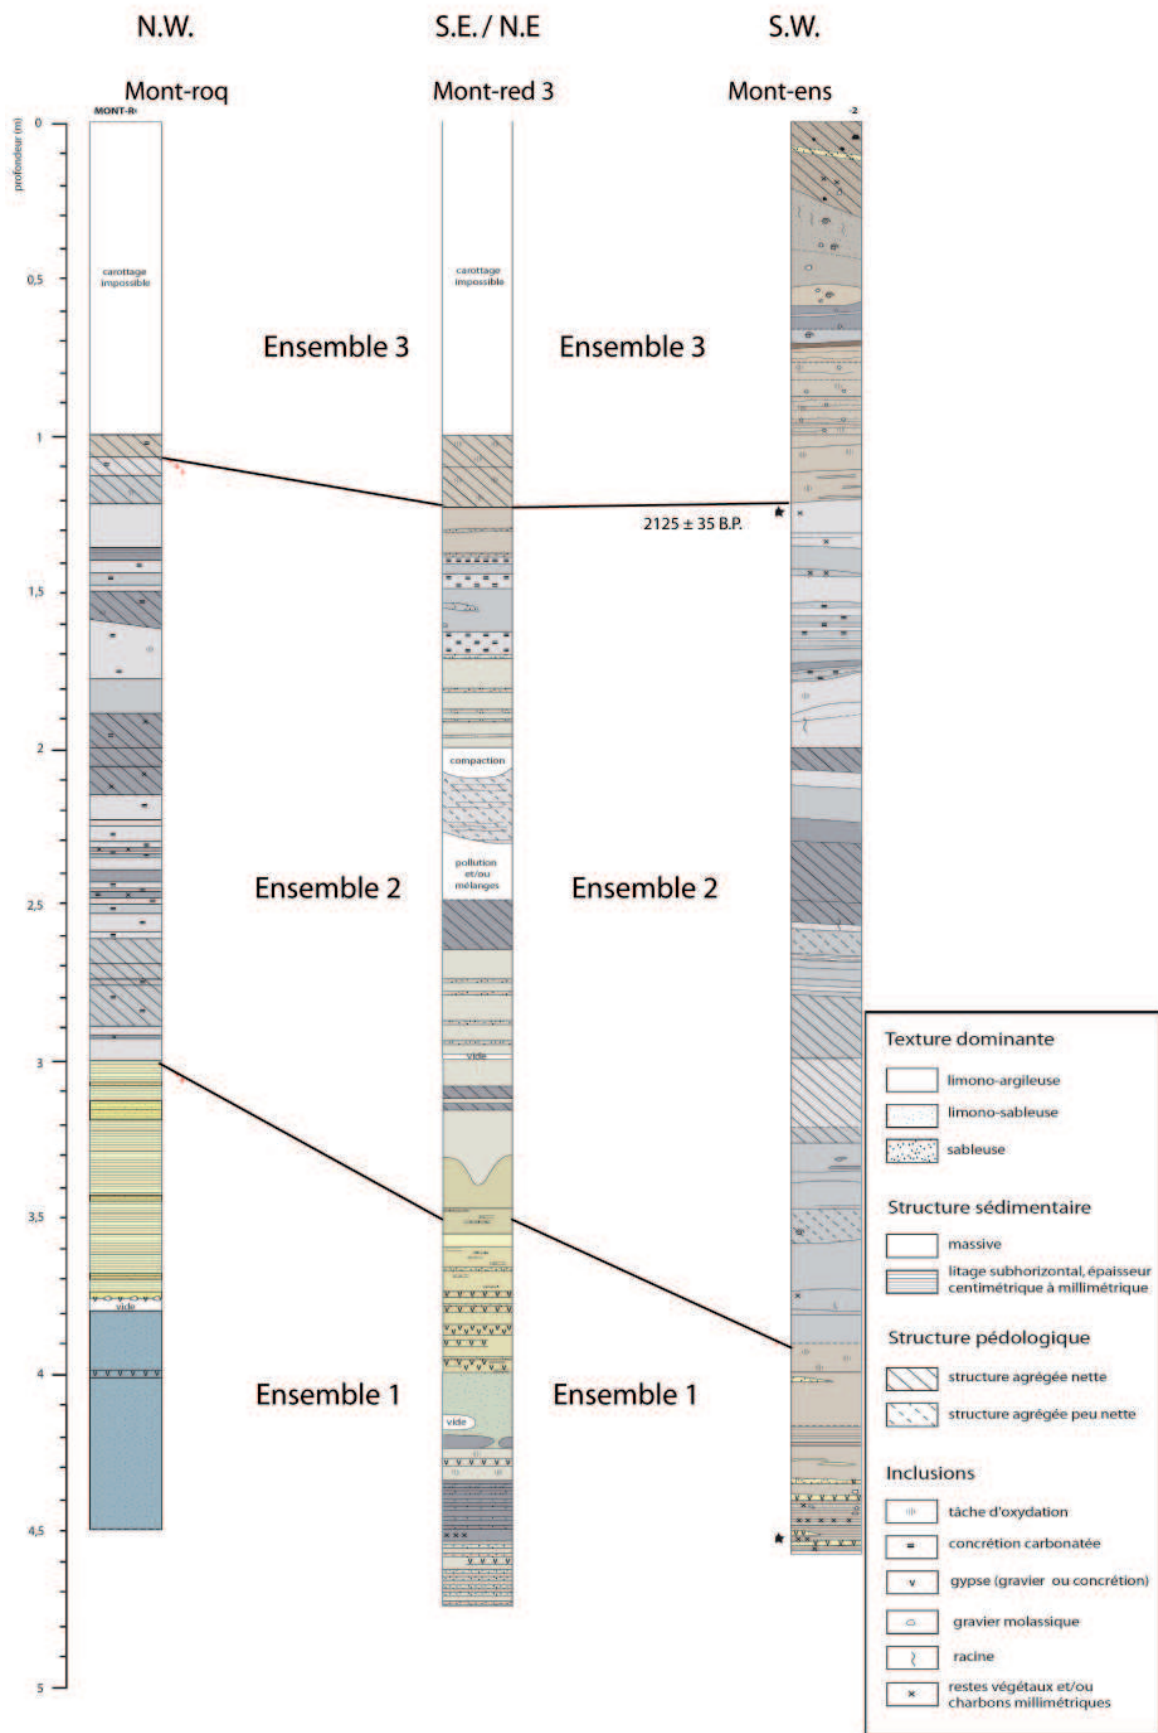 N.W.
S.E. / N.E
S.W.
Mont-roq
Mont-red 3
Mont-ens
MONT-R
-2
profondeur (m)
0
0,5
1
1,5
2
2,5
3
3,5
4
4,5
5
carottage
impossible
carottage
impossible
Ensemble 3
Ensemble 3
2125 ± 35 B.P.
compaction
pollution
et/ou
mélanges
Ensemble 2
Ensemble 2
vide
vide
Ensemble 1
Ensemble 1
vide
Texture dominante
limono-argileuse
limono-sableuse
sableuse
Structure sédimentaire
massive
litage subhorizontal, épaisseur
centimétrique à millimétrique
Structure pédologique
structure agrégée nette
structure agrégée peu nette
Inclusions
tâche d'oxydation
concrétion carbonatée
gypse (gravier ou concrétion)
gravier molassique
racine
restes végétaux et/ou
charbons millimétriques